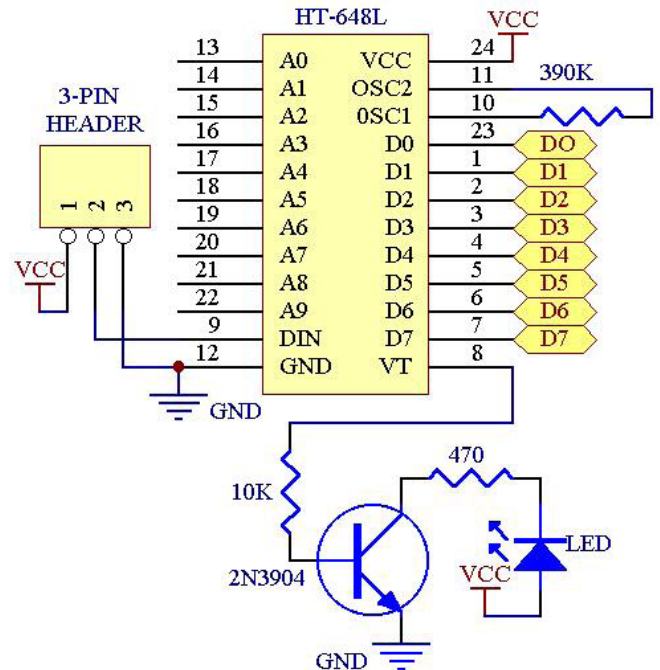 HT-648L
3-PIN
HEADER
1 2 3
VCC
13 A0 VCC 24 VCC
14 A1 OSC2 11 390K
15 A2 0SC1 10
16 A3 D0 23 DO
17 A4 D1 1 D1
18 A5 D2 2 D2
19 A6 D3 3 D3
20 A7 D4 4 D4
21 A8 D5 5 D5
22 A9 D6 6 D6
9 DIN D7 7 D7
12 GND VT 8
GND
10K
470
2N3904
LED
VCC
GND